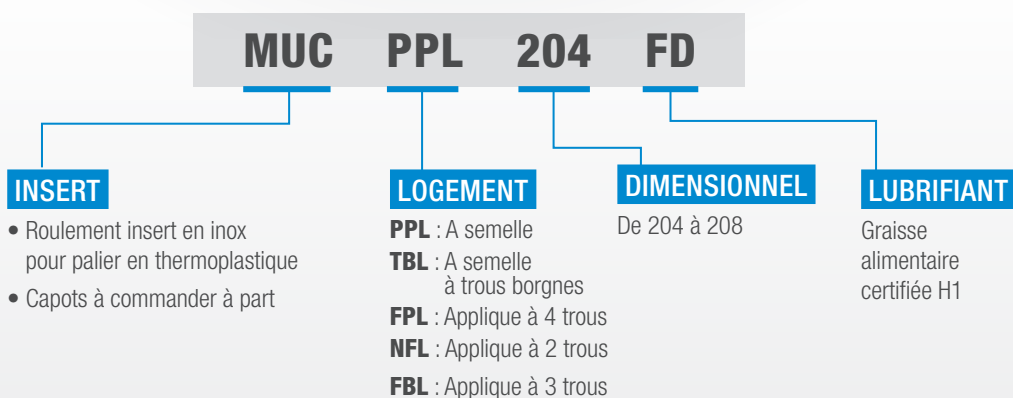 MUC PPL 204 FD
INSERT
• Roulement insert en inox
pour palier en thermoplastique
• Capots à commander à part
LOGEMENT
PPL : A semelle
TBL : A semelle
à trous borgnes
FPL : Applique à 4 trous
NFL : Applique à 2 trous
FBL : Applique à 3 trous
DIMENSIONNEL
De 204 à 208
LUBRIFIANT
Graisse
alimentaire
certifiée H1